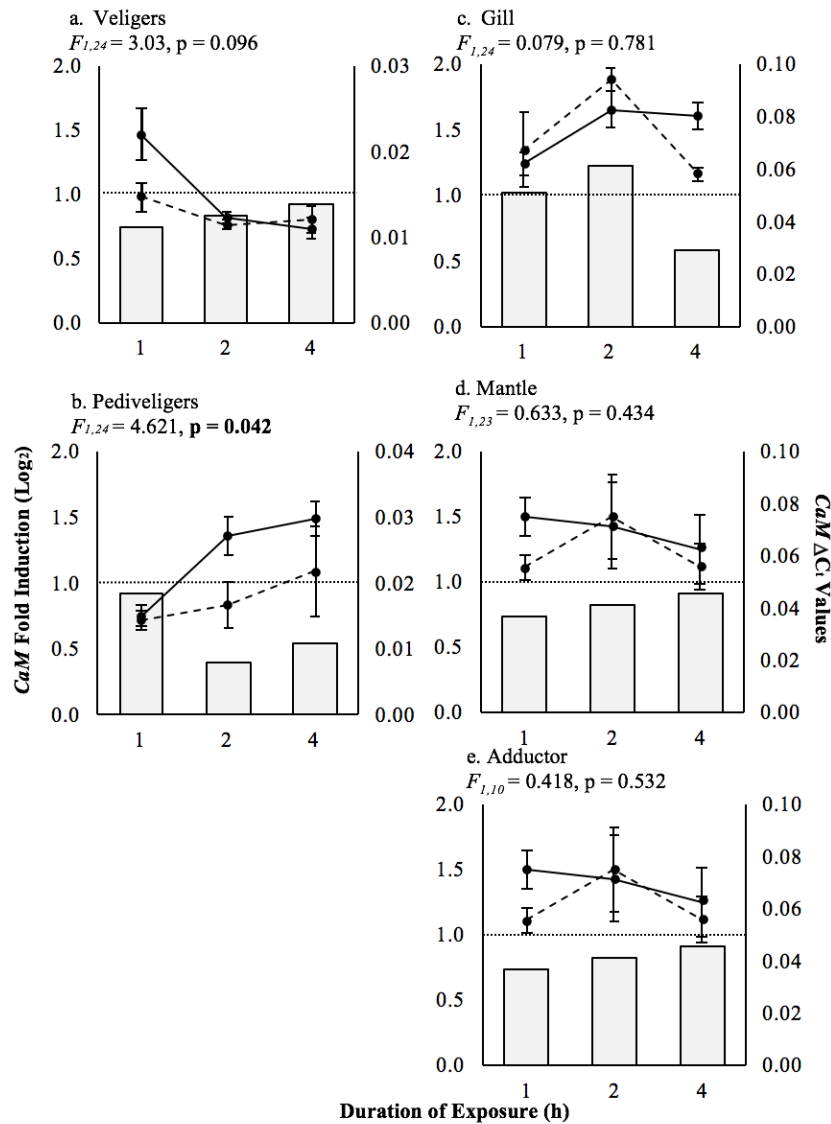 a. Veligers
F1,24 = 3.03, p = 0.096
2.0
1.5
1.0
0.5
0.0
0.03
0.02
0.01
0.00
1 2 4
b. Pediveligers
F1,24 = 4.621, p = 0.042
2.0
1.5
1.0
0.5
0.0
0.04
0.03
0.02
0.01
0.00
1 2 4
c. Gill
F1,24 = 0.079, p = 0.781
2.0
1.5
1.0
0.5
0.0
0.10
0.08
0.06
0.04
0.02
0.00
1 2 4
d. Mantle
F1,23 = 0.633, p = 0.434
2.0
1.5
1.0
0.5
0.0
0.10
0.08
0.06
0.04
0.02
0.00
1 2 4
e. Adductor
F1,10 = 0.418, p = 0.532
2.0
1.5
1.0
0.5
0.0
0.10
0.08
0.06
0.04
0.02
0.00
1 2 4
CaM Fold Induction (Log2)
CaM ΔCt Values
Duration of Exposure (h)